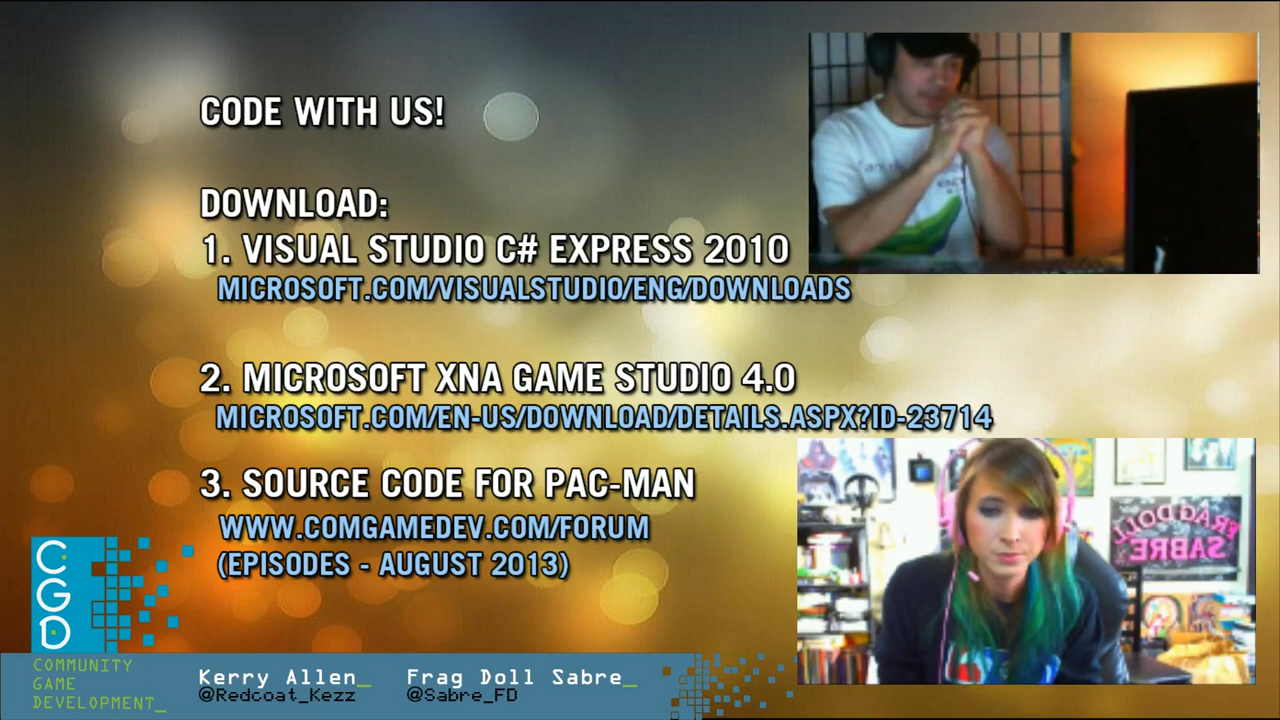 CODE WITH US!
DOWNLOAD:
1. VISUAL STUDIO C# EXPRESS 2010
MICROSOFT.COM/VISUALSTUDIO/ENG/DOWNLOADS
2. MICROSOFT XNA GAME STUDIO 4.0
MICROSOFT.COM/EN-US/DOWNLOAD/DETAILS.ASPX?ID-23714
3. SOURCE CODE FOR PAC-MAN
WWW.COMGAMEDEV.COM/FORUM
(EPISODES - AUGUST 2013)
FRAG DOLL
SABRE
CGD
COMMUNITY
GAME
DEVELOPMENT_
Kerry Allen_
@Redcoat_Kezz
Frag Doll Sabre_
@Sabre_FD